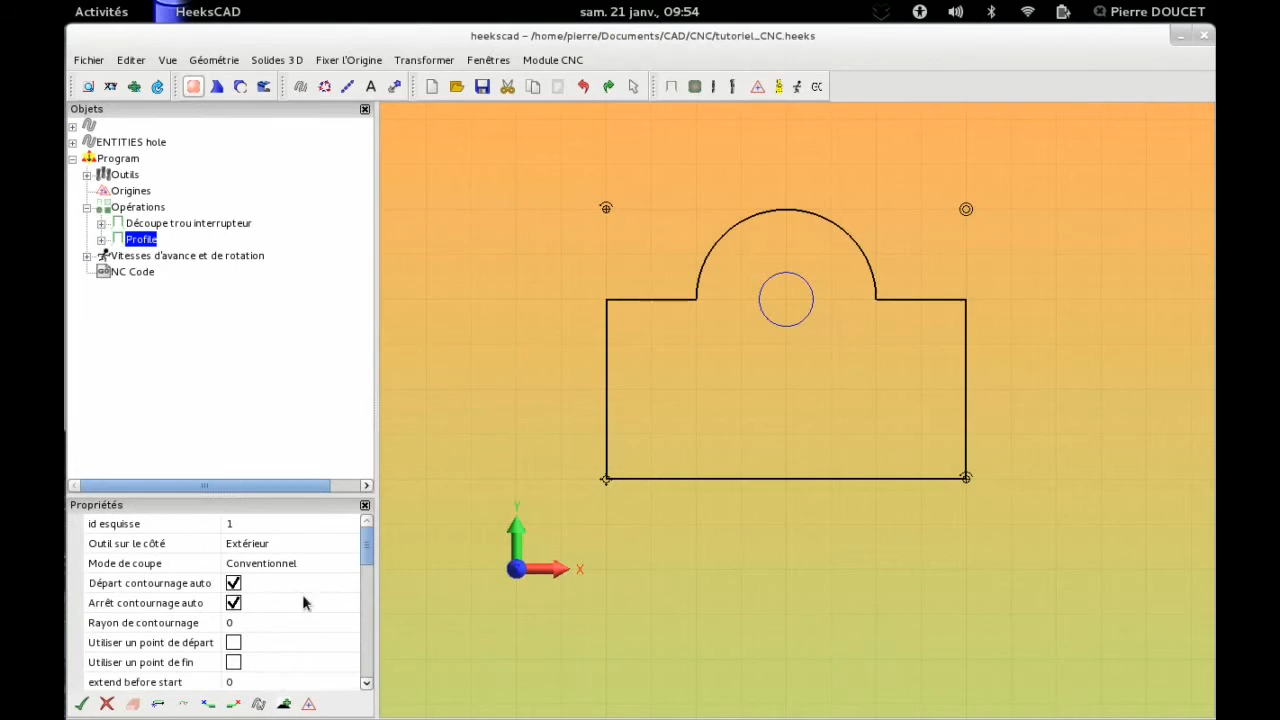 Activités HeeksCAD sam. 21 janv., 09:54 Pierre DOUCET
heekscad – /home/pierre/Documents/CAD/CNC/tutoriel_CNC.heeks
Fichier Editer Vue Géométrie Solides 3D Fixer l'Origine Transformer Fenêtres Module CNC
Objets
ENTITIES hole
Program
Outils
Origines
Opérations
Découpe trou interrupteur
Profile
Vitesses d'avance et de rotation
NC Code
Propriétés
id esquisse 1
Outil sur le côté Extérieur
Mode de coupe Conventionnel
Départ contournage auto
Arrêt contournage auto
Rayon de contournage 0
Utiliser un point de départ
Utiliser un point de fin
extend before start 0
Y
X